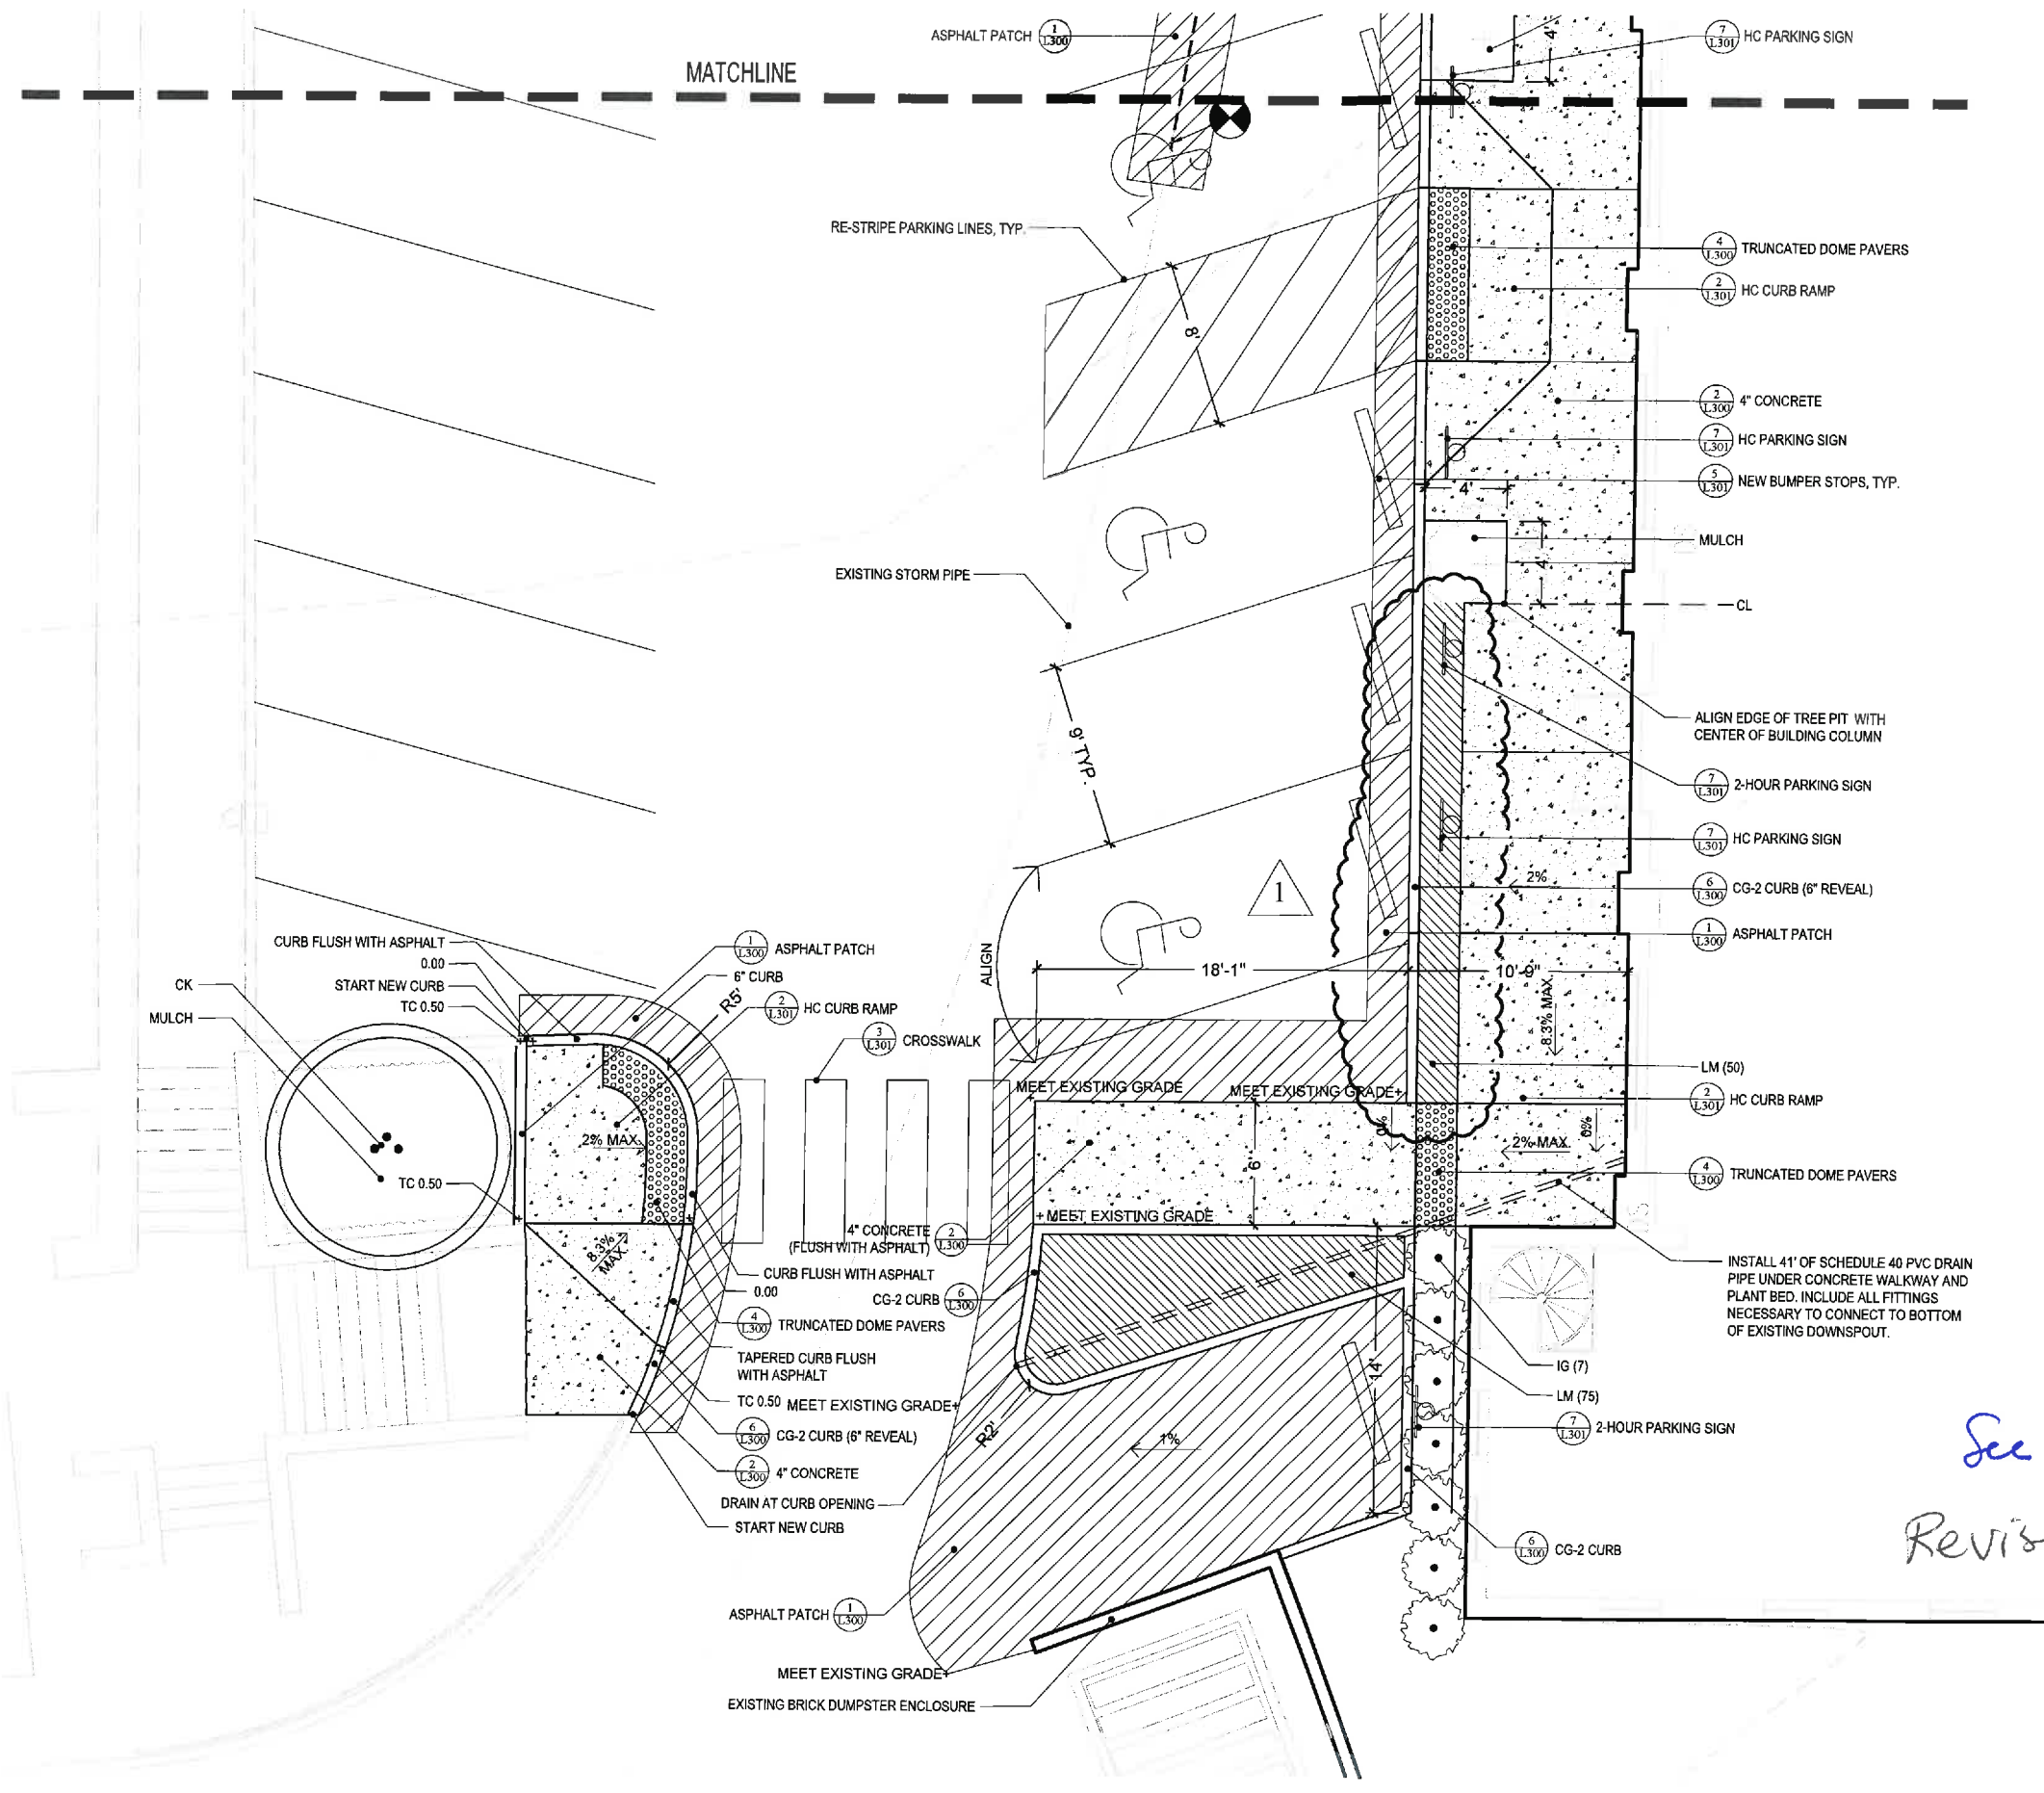 ASPHALT PATCH 1 L300
7 L301 HC PARKING SIGN
4'
MATCHLINE
RE-STRIPE PARKING LINES, TYP.
8'
4 L300 TRUNCATED DOME PAVERS
2 L301 HC CURB RAMP
2 L300 4" CONCRETE
7 L301 HC PARKING SIGN
5 L301 NEW BUMPER STOPS, TYP.
4'
MULCH
4'
EXISTING STORM PIPE
CL
ALIGN EDGE OF TREE PIT WITH
CENTER OF BUILDING COLUMN
9' TYP.
7 L301 2-HOUR PARKING SIGN
7 L301 HC PARKING SIGN
1
2%
6 L300 CG-2 CURB (6" REVEAL)
1 L300 ASPHALT PATCH
CURB FLUSH WITH ASPHALT
0.00
START NEW CURB
TC 0.50
CK
MULCH
1 L300 ASPHALT PATCH
6" CURB
R5'
2 L301 HC CURB RAMP
3 L301 CROSSWALK
ALIGN
18'-1"
10'-9"
8.3% MAX.
LM (50)
MEET EXISTING GRADE
MEET EXISTING GRADE+
2 L301 HC CURB RAMP
2% MAX.
0%
2% MAX.
0%
6'
TC 0.50
4 L300 TRUNCATED DOME PAVERS
+ MEET EXISTING GRADE
4" CONCRETE
(FLUSH WITH ASPHALT) 2 L300
8.3%
MAX.
CURB FLUSH WITH ASPHALT
0.00
CG-2 CURB 6 L300
4 L300 TRUNCATED DOME PAVERS
INSTALL 41' OF SCHEDULE 40 PVC DRAIN
PIPE UNDER CONCRETE WALKWAY AND
PLANT BED. INCLUDE ALL FITTINGS
NECESSARY TO CONNECT TO BOTTOM
OF EXISTING DOWNSPOUT.
TAPERED CURB FLUSH
WITH ASPHALT
14'
IG (7)
LM (75)
TC 0.50
MEET EXISTING GRADE+
R2'
1%
7 L301 2-HOUR PARKING SIGN
6 L300 CG-2 CURB (6" REVEAL)
2 L300 4" CONCRETE
DRAIN AT CURB OPENING
START NEW CURB
See
Revis
6 L300 CG-2 CURB
ASPHALT PATCH 1 L300
MEET EXISTING GRADE+
EXISTING BRICK DUMPSTER ENCLOSURE